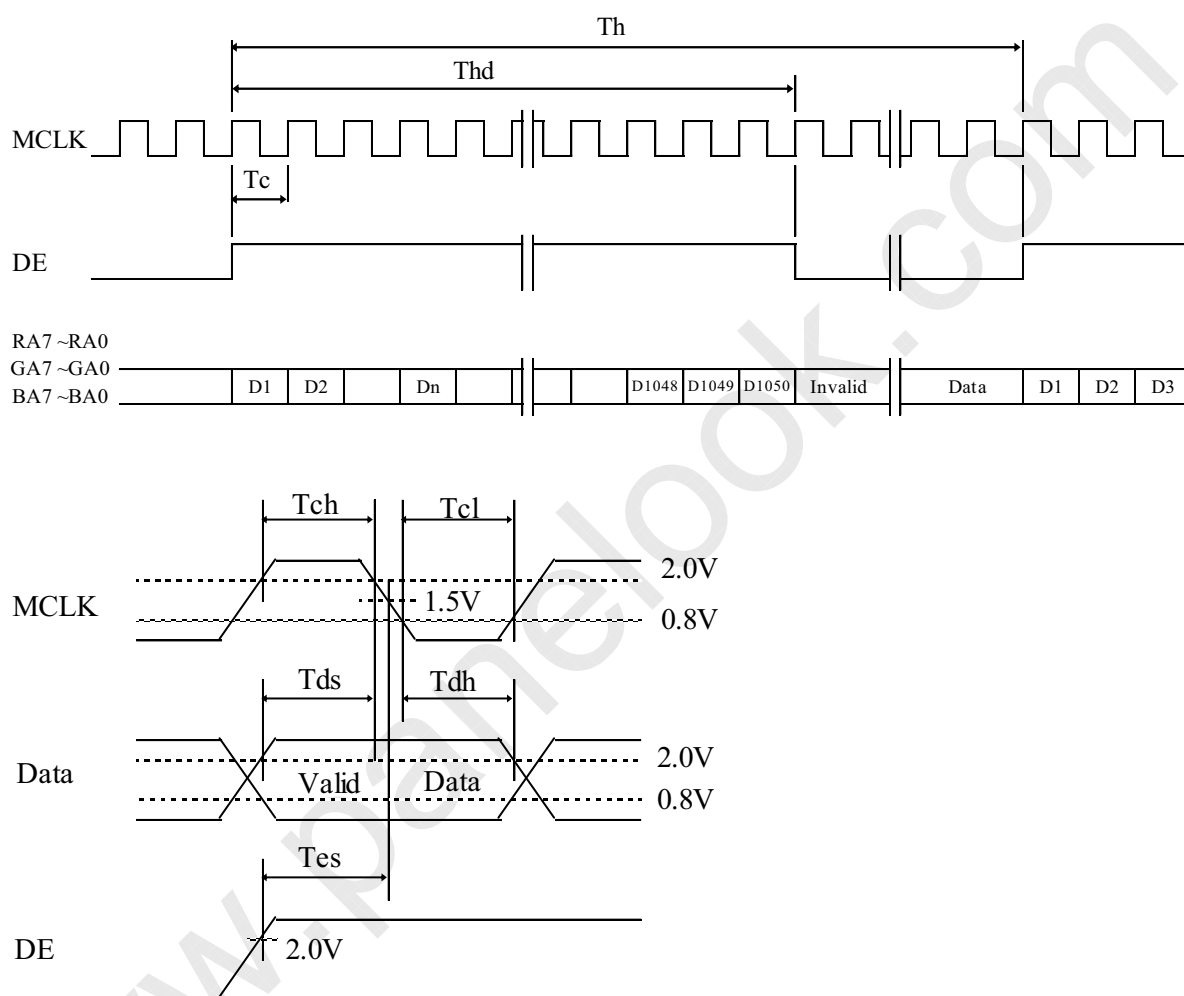 Th
Thd
MCLK
Tc
DE
RA7 ~RA0
GA7 ~GA0
BA7 ~BA0
D1 D2 Dn D1048 D1049 D1050 Invalid Data D1 D2 D3
Tch Tcl
2.0V
MCLK
1.5V
0.8V
Tds Tdh
2.0V
Data
Valid Data
0.8V
Tes
DE
2.0V
w.panelook.com